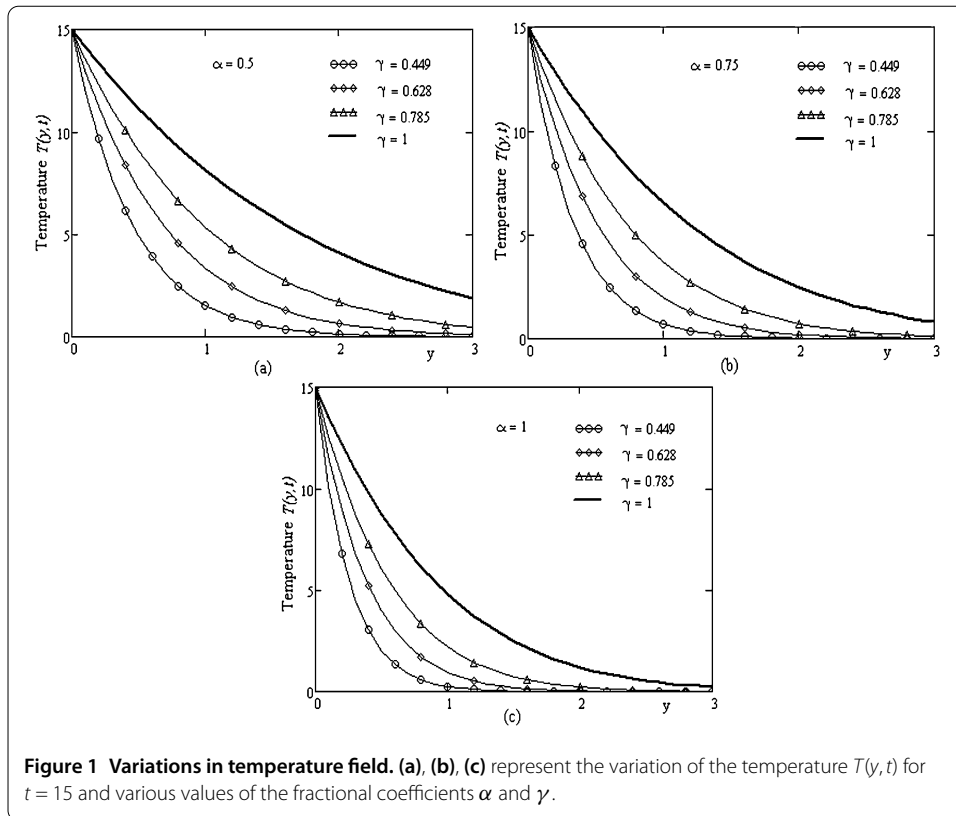 15
10
5
0
Temperature T(y,t)
α = 0.5
γ = 0.449
γ = 0.628
γ = 0.785
γ = 1
0 1 2 y 3
(a)
15
10
5
0
Temperature T(y,t)
α = 0.75
γ = 0.449
γ = 0.628
γ = 0.785
γ = 1
0 1 2 y 3
(b)
15
10
5
0
Temperature T(y,t)
α = 1
γ = 0.449
γ = 0.628
γ = 0.785
γ = 1
0 1 2 y 3
(c)
Figure 1 Variations in temperature field. (a), (b), (c) represent the variation of the temperature T(y, t) for
t = 15 and various values of the fractional coefficients α and γ.